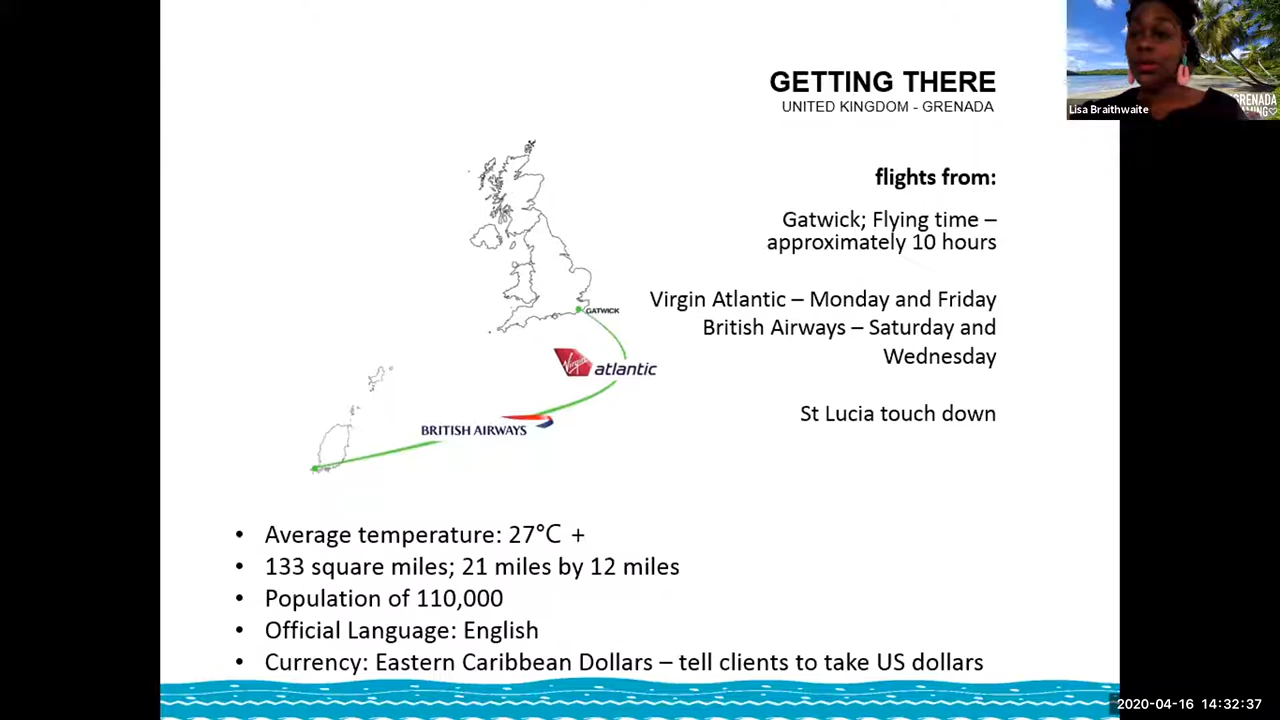 GETTING THERE
UNITED KINGDOM - GRENADA
Lisa Braithwaite
GRENADA
flights from:
Gatwick; Flying time –
approximately 10 hours
Virgin Atlantic – Monday and Friday
British Airways – Saturday and
Wednesday
St Lucia touch down
GATWICK
Virgin atlantic
BRITISH AIRWAYS
• Average temperature: 27°C +
• 133 square miles; 21 miles by 12 miles
• Population of 110,000
• Official Language: English
• Currency: Eastern Caribbean Dollars – tell clients to take US dollars
2020-04-16 14:32:37